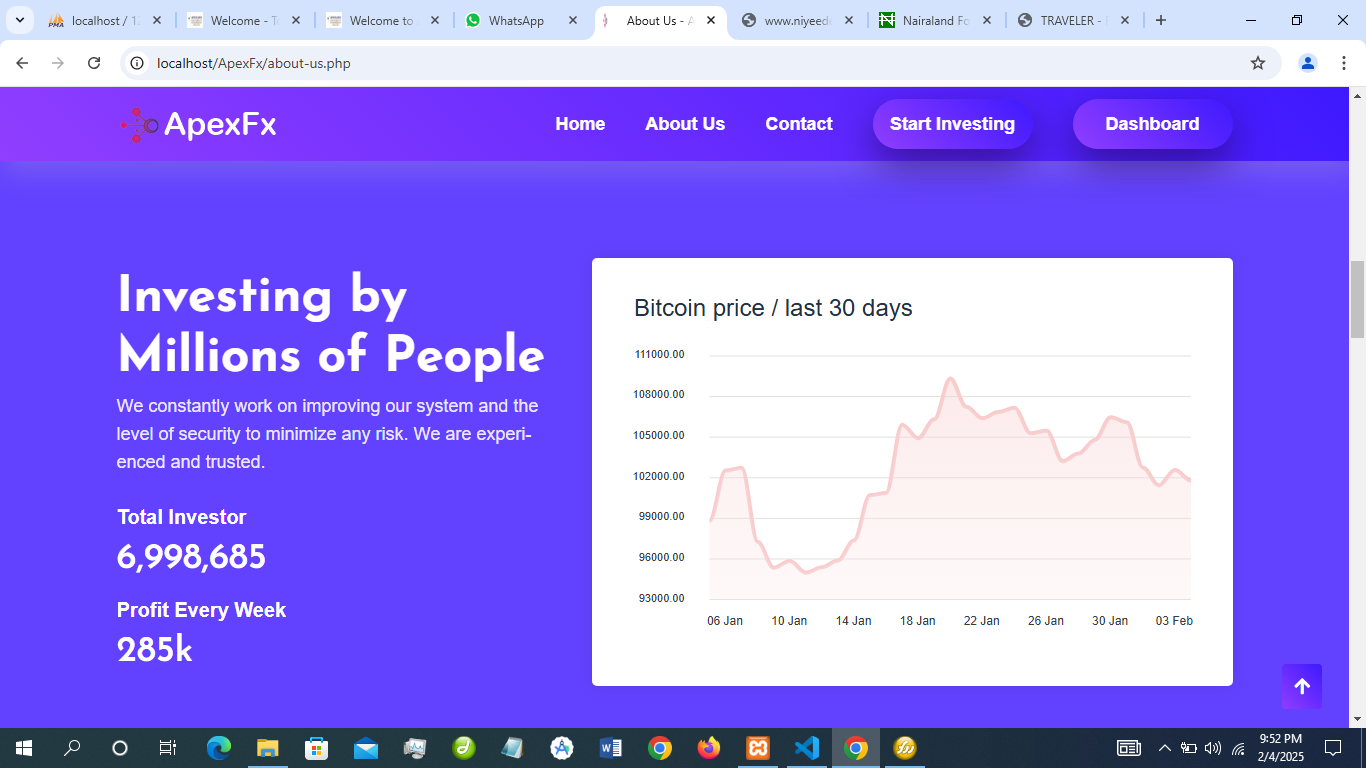 localhost / 12
Welcome - T
Welcome to
WhatsApp
About Us - A
www.niyeede
Nairaland Fo
TRAVELER -
localhost/ApexFx/about-us.php
ApexFx
Home
About Us
Contact
Start Investing
Dashboard
Investing by
Millions of People
We constantly work on improving our system and the
level of security to minimize any risk. We are experi-
enced and trusted.
Total Investor
6,998,685
Profit Every Week
285k
Bitcoin price / last 30 days
111000.00
108000.00
105000.00
102000.00
99000.00
96000.00
93000.00
06 Jan
10 Jan
14 Jan
18 Jan
22 Jan
26 Jan
30 Jan
03 Feb
9:52 PM
2/4/2025